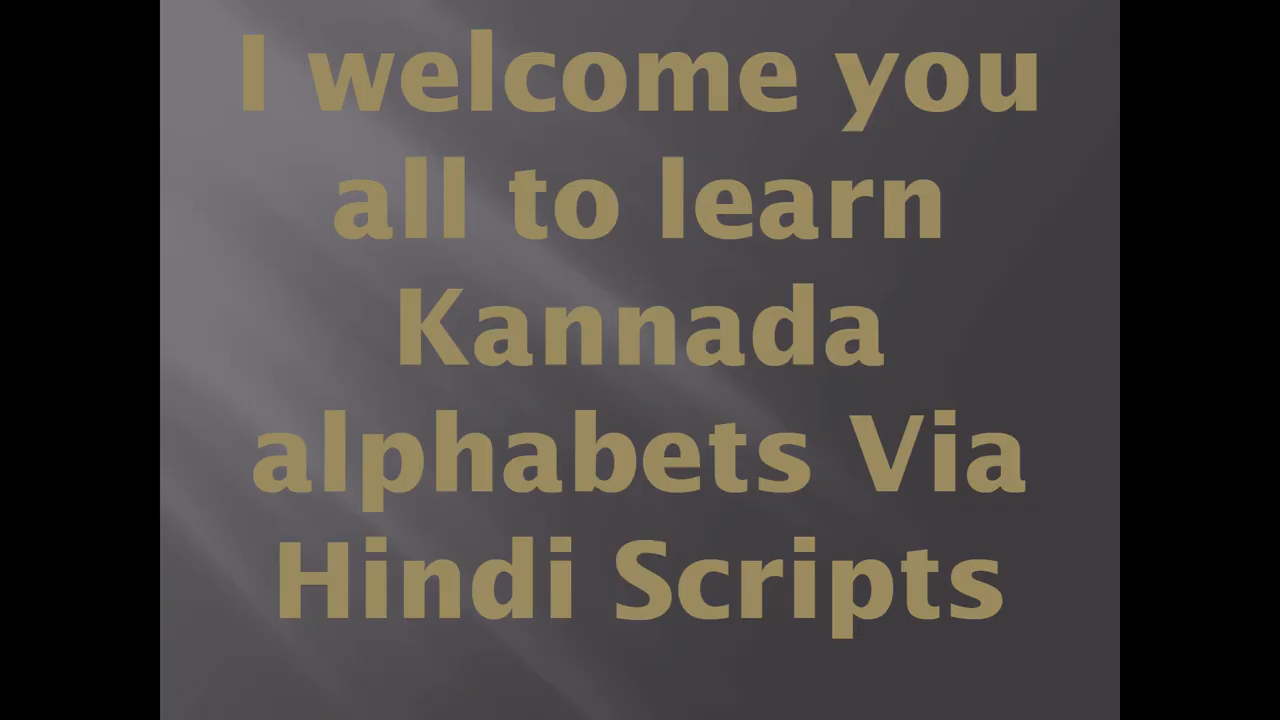 I welcome you
all to learn
Kannada
alphabets Via
Hindi Scripts